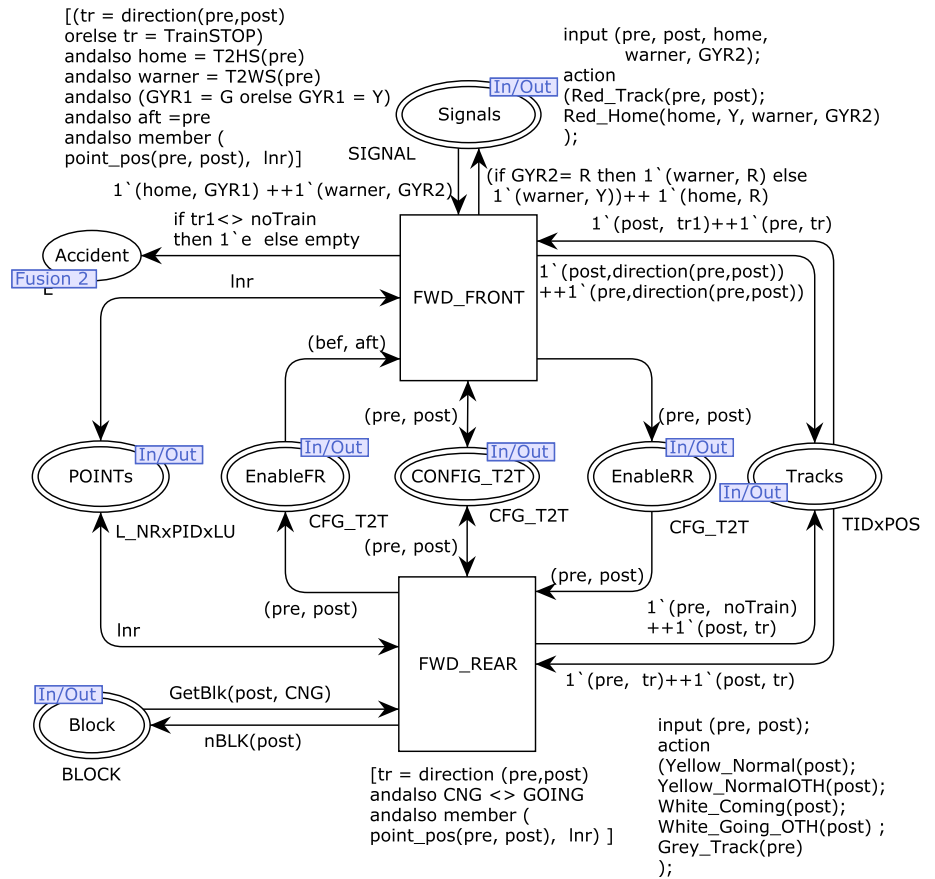 [(tr = direction(pre,post)
orelse tr = TrainSTOP)
andalso home = T2HS(pre)
andalso warner = T2WS(pre)
andalso (GYR1 = G orelse GYR1 = Y)
andalso aft =pre
andalso member (
point_pos(pre, post), lnr)]
input (pre, post, home,
warner, GYR2);
action
(Red_Track(pre, post);
Red_Home(home, Y, warner, GYR2)
);
In/Out
Signals
SIGNAL
1`(home, GYR1) ++1`(warner, GYR2)
(if GYR2= R then 1`(warner, R) else
1`(warner, Y))++ 1`(home, R)
if tr1<> noTrain
then 1`e else empty
1`(post, tr1)++1`(pre, tr)
Accident
Fusion 2
E
lnr
FWD_FRONT
1`(post,direction(pre,post))
++1`(pre,direction(pre,post))
(bef, aft)
(pre, post)
(pre, post)
In/Out
POINTs
L_NRxPIDxLU
In/Out
EnableFR
CFG_T2T
In/Out
CONFIG_T2T
CFG_T2T
In/Out
EnableRR
CFG_T2T
Tracks
In/Out
TIDxPOS
(pre, post)
(pre, post)
(pre, post)
lnr
1`(pre, noTrain)
++1`(post, tr)
FWD_REAR
1`(pre, tr)++1`(post, tr)
In/Out
Block
BLOCK
GetBlk(post, CNG)
nBLK(post)
[tr = direction (pre,post)
andalso CNG <> GOING
andalso member (
point_pos(pre, post), lnr) ]
input (pre, post);
action
(Yellow_Normal(post);
Yellow_NormalOTH(post);
White_Coming(post);
White_Going_OTH(post) ;
Grey_Track(pre)
);